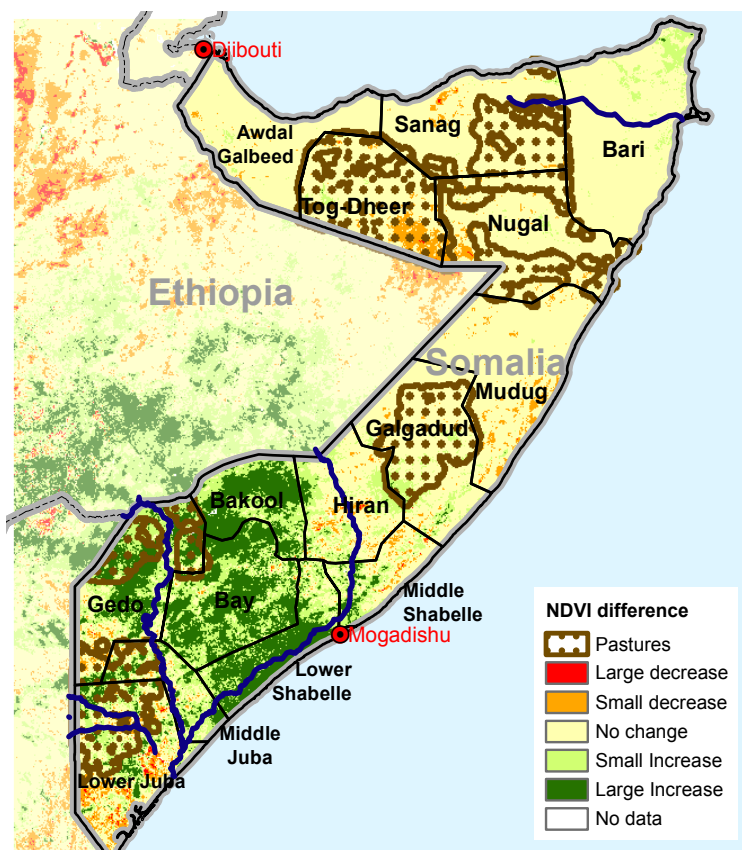 Djibouti
Awdal
Galbeed
Sanag
Bari
Tog-Dheer
Nugal
Ethiopia
Somalia
Mudug
Galgadud
Bakool
Hiran
Gedo
Bay
Middle
Shabelle
Mogadishu
Lower
Shabelle
Middle
Juba
Lower Juba
NDVI difference
Pastures
Large decrease
Small decrease
No change
Small Increase
Large Increase
No data